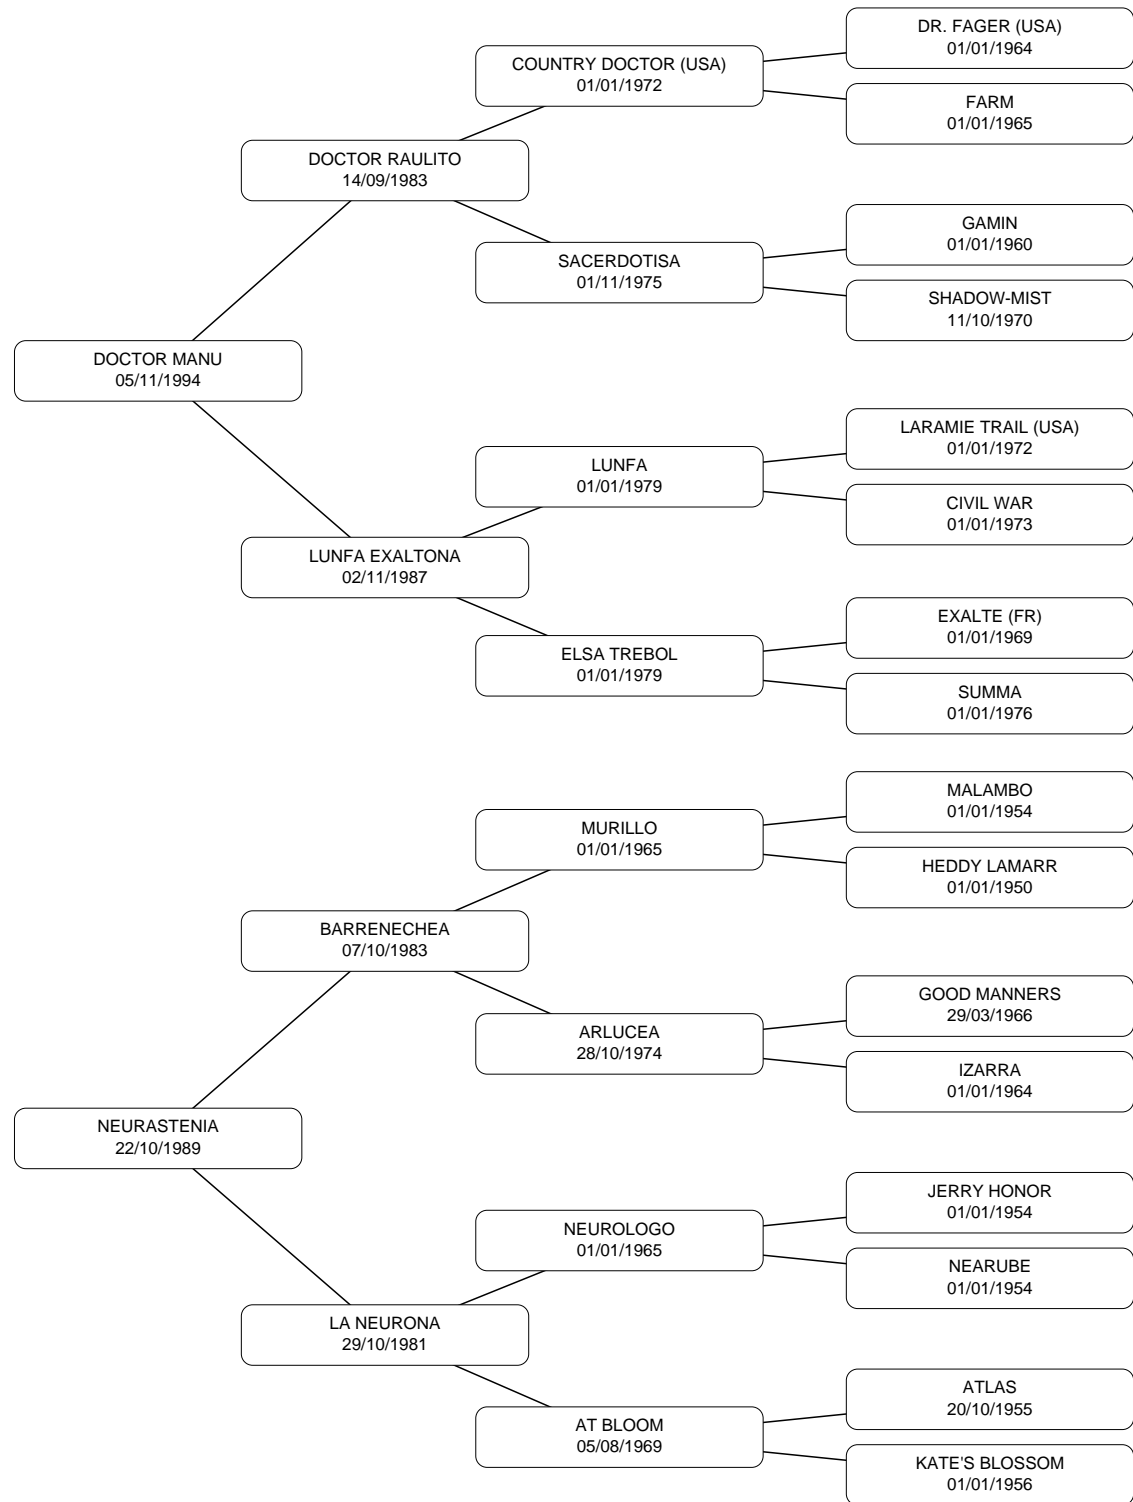 DR. FAGER (USA)
01/01/1964
COUNTRY DOCTOR (USA)
01/01/1972
FARM
01/01/1965
DOCTOR RAULITO
14/09/1983
GAMIN
01/01/1960
SACERDOTISA
01/11/1975
SHADOW-MIST
11/10/1970
DOCTOR MANU
05/11/1994
LARAMIE TRAIL (USA)
01/01/1972
LUNFA
01/01/1979
CIVIL WAR
01/01/1973
LUNFA EXALTONA
02/11/1987
EXALTE (FR)
01/01/1969
ELSA TREBOL
01/01/1979
SUMMA
01/01/1976
MALAMBO
01/01/1954
MURILLO
01/01/1965
HEDDY LAMARR
01/01/1950
BARRENECHEA
07/10/1983
GOOD MANNERS
29/03/1966
ARLUCEA
28/10/1974
IZARRA
01/01/1964
NEURASTENIA
22/10/1989
JERRY HONOR
01/01/1954
NEUROLOGO
01/01/1965
NEARUBE
01/01/1954
LA NEURONA
29/10/1981
ATLAS
20/10/1955
AT BLOOM
05/08/1969
KATE'S BLOSSOM
01/01/1956